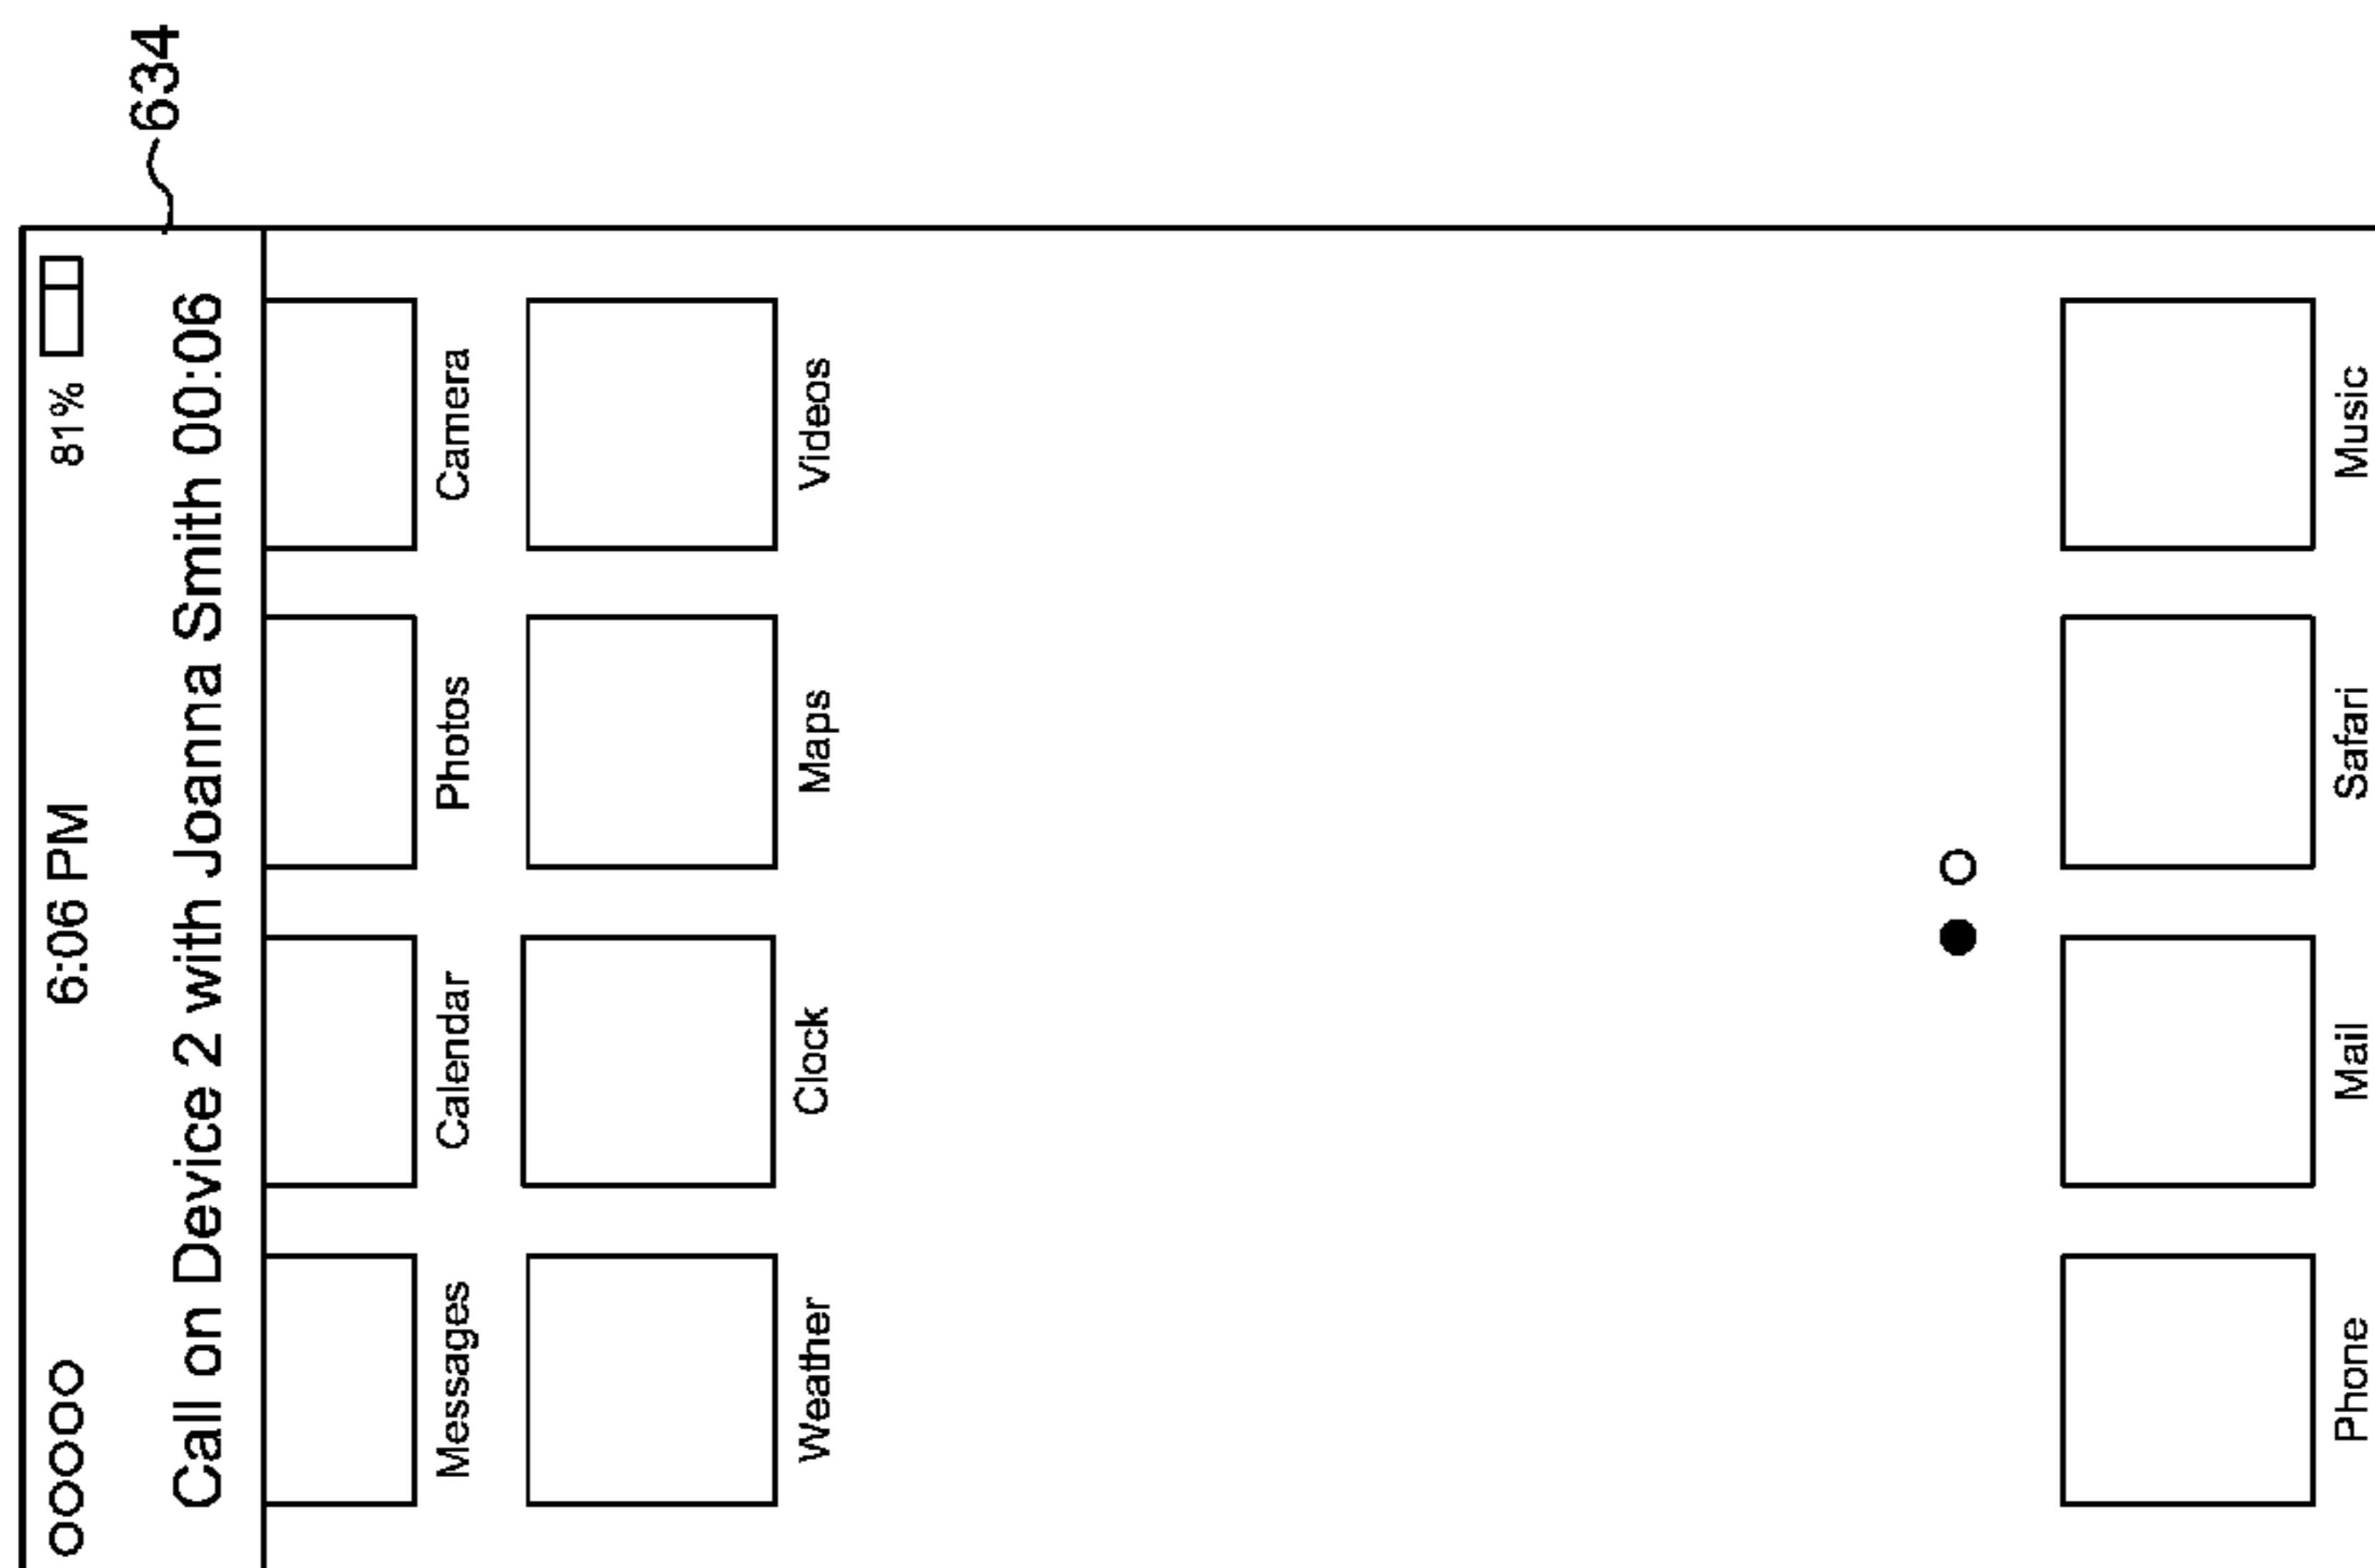 634
6:06 PM 81%
Call on Device 2 with Joanna Smith 00:06
Messages Calendar Photos Camera
Weather Clock Maps Videos
Phone Mail Safari Music